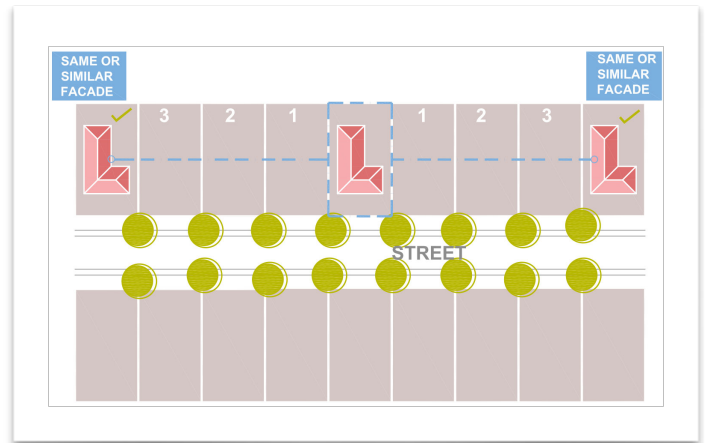 SAME OR
SIMILAR
FACADE
SAME OR
SIMILAR
FACADE
3 2 1 1 2 3
STREET